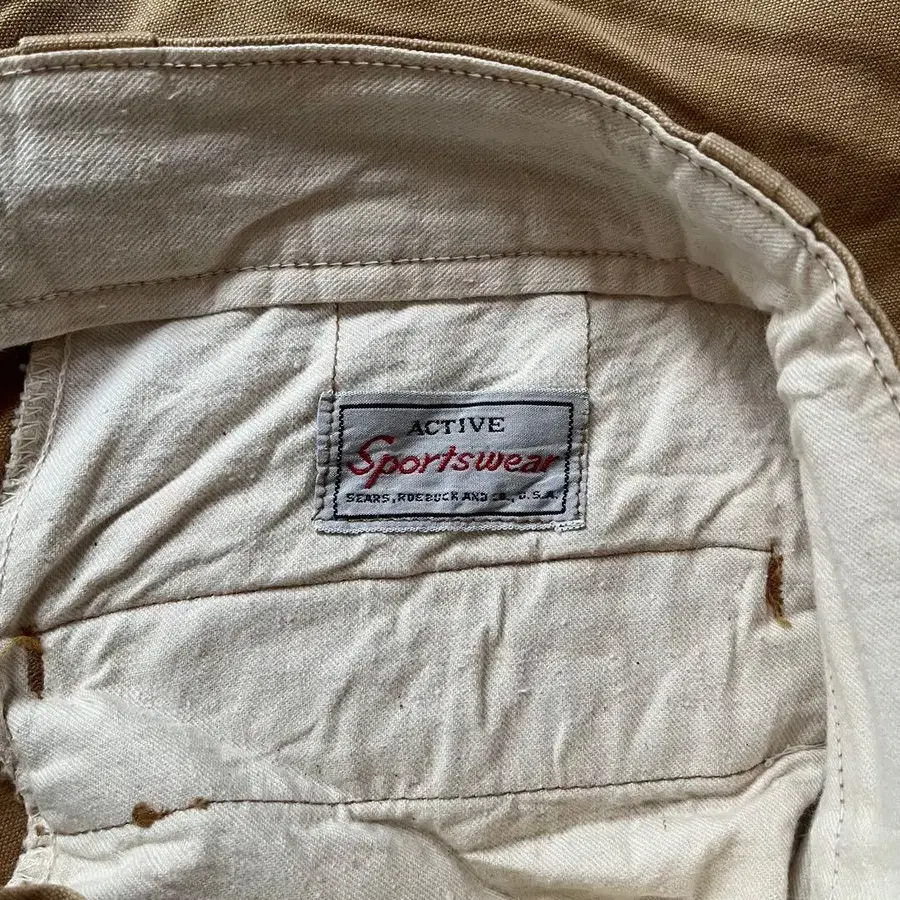 ACTIVE
Sportswear
SEARS, ROEBUCK AND CO., U.S.A.